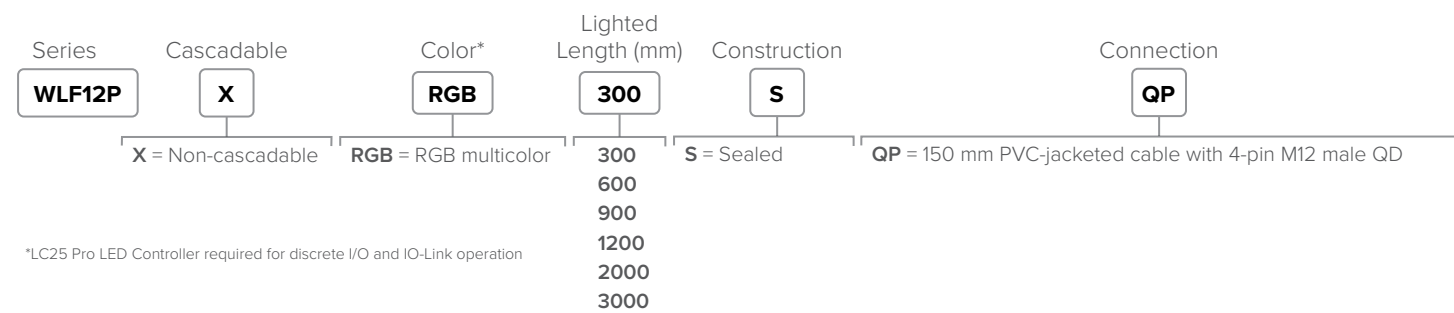 Series Cascadable Color* Lighted Length (mm) Construction Connection
WLF12P X RGB 300 S QP
X = Non-cascadable RGB = RGB multicolor 300 S = Sealed QP = 150 mm PVC-jacketed cable with 4-pin M12 male QD
600
900
1200
2000
3000
*LC25 Pro LED Controller required for discrete I/O and IO-Link operation